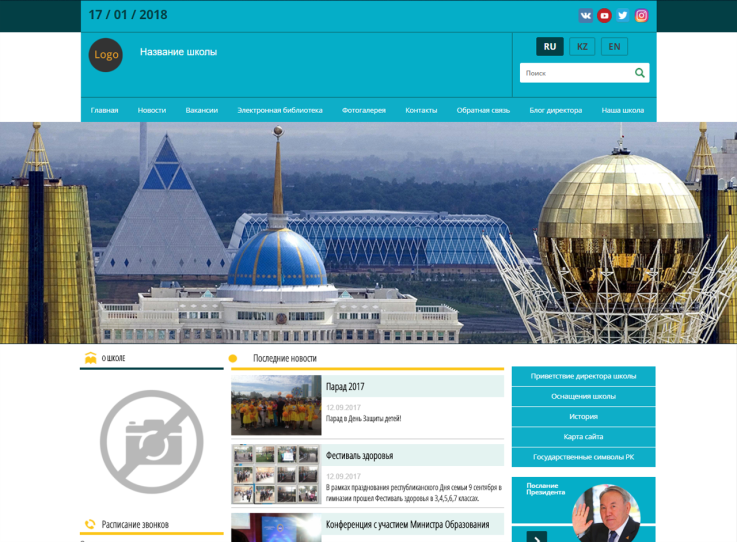 17 / 01 / 2018
Logo
Название школы
RU KZ EN
Поиск
Главная Новости Вакансии Электронная библиотека Фотогалерея Контакты Обратная связь Блог директора Наша школа
О ШКОЛЕ
Расписание звонков
Последние новости
Парад 2017
12.09.2017
Парад в День Защиты детей!
Фестиваль здоровья
12.09.2017
В рамках празднования республиканского Дня семьи 9 сентября в
гимназии прошел Фестиваль здоровья в 3,4,5,6,7 классах.
Конференция с участием Министра Образования
Приветствие директора школы
Оснащения школы
История
Карта сайта
Государственные символы РК
Послание
Президента